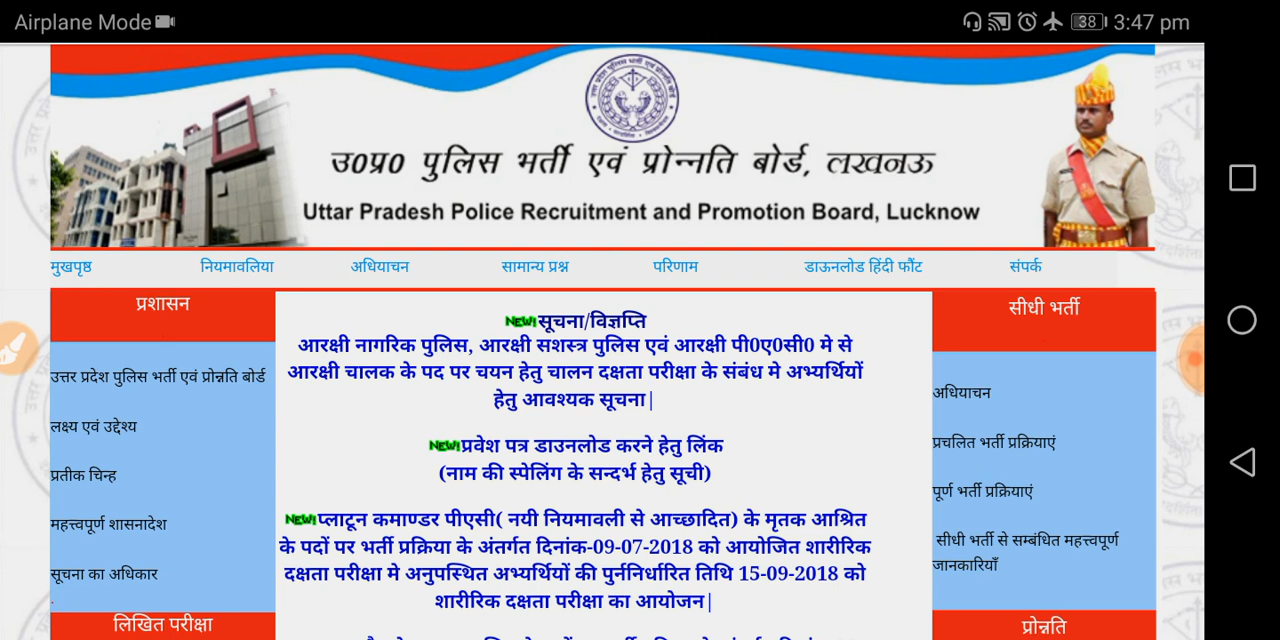 Airplane Mode
38
3:47 pm
उ0प्र0 पुलिस भर्ती एवं प्रोन्नति बोर्ड, लखनऊ
Uttar Pradesh Police Recruitment and Promotion Board, Lucknow
मुखपृष्ठ नियमावलिया अधियाचन सामान्य प्रश्न परिणाम डाऊनलोड हिंदी फौंट संपर्क
प्रशासन
उत्तर प्रदेश पुलिस भर्ती एवं प्रोन्नति बोर्ड
लक्ष्य एवं उद्देश्य
प्रतीक चिन्ह
महत्त्वपूर्ण शासनादेश
सूचना का अधिकार
लिखित परीक्षा
NEW! सूचना/विज्ञप्ति
आरक्षी नागरिक पुलिस, आरक्षी सशस्त्र पुलिस एवं आरक्षी पी0ए0सी0 मे से
आरक्षी चालक के पद पर चयन हेतु चालन दक्षता परीक्षा के संबंध मे अभ्यर्थियों
हेतु आवश्यक सूचना|
NEW! प्रवेश पत्र डाउनलोड करने हेतु लिंक
(नाम की स्पेलिंग के सन्दर्भ हेतु सूची)
NEW! प्लाटून कमाण्डर पीएसी( नयी नियमावली से आच्छादित) के मृतक आश्रित
के पदों पर भर्ती प्रक्रिया के अंतर्गत दिनांक-09-07-2018 को आयोजित शारीरिक
दक्षता परीक्षा मे अनुपस्थित अभ्यर्थियों की पुर्ननिर्धारित तिथि 15-09-2018 को
शारीरिक दक्षता परीक्षा का आयोजन|
सीधी भर्ती
अधियाचन
प्रचलित भर्ती प्रक्रियाएं
पूर्ण भर्ती प्रक्रियाएं
सीधी भर्ती से सम्बंधित महत्त्वपूर्ण
जानकारियाँ
प्रोन्नति